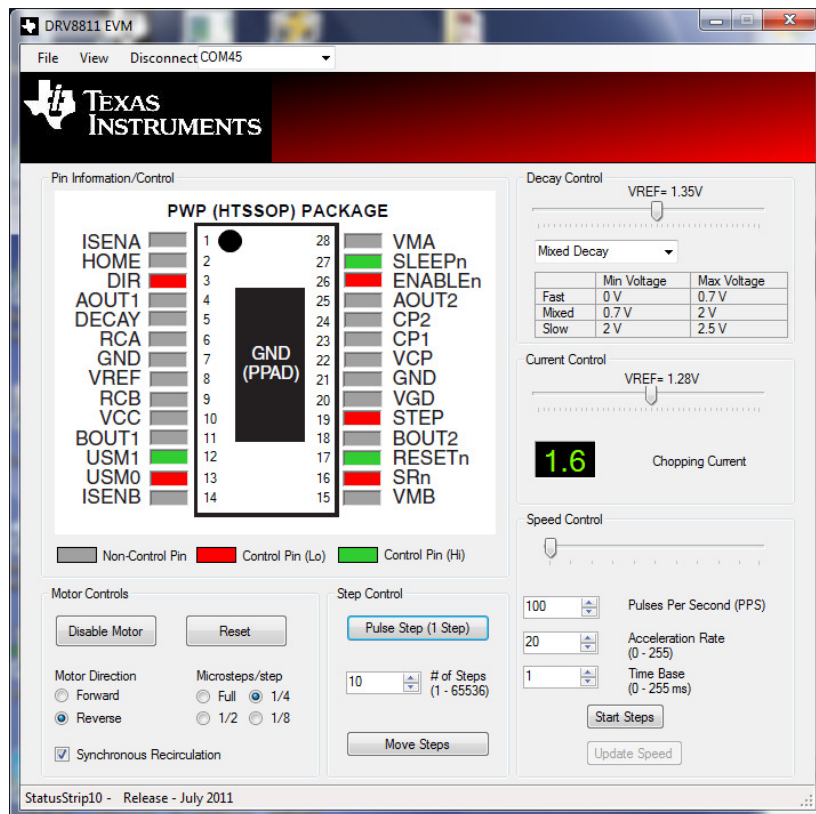 DRV8811 EVM
File View Disconnect COM45
TEXAS
INSTRUMENTS
Pin Information/Control
PWP (HTSSOP) PACKAGE
ISENA 1 28 VMA
HOME 2 27 SLEEPn
DIR 3 26 ENABLEn
AOUT1 4 25 AOUT2
DECAY 5 24 CP2
RCA 6 23 CP1
GND 7 22 VCP
VREF 8 21 GND
RCB 9 20 VGD
VCC 10 19 STEP
BOUT1 11 18 BOUT2
USM1 12 17 RESETn
USM0 13 16 SRn
ISENB 14 15 VMB
GND
(PPAD)
Non-Control Pin Control Pin (Lo) Control Pin (Hi)
Decay Control
VREF= 1.35V
Mixed Decay
Min Voltage Max Voltage
Fast 0 V 0.7 V
Mixed 0.7 V 2 V
Slow 2 V 2.5 V
Current Control
VREF= 1.28V
1.6 Chopping Current
Motor Controls
Disable Motor Reset
Motor Direction Microsteps/step
Forward Full 1/4
Reverse 1/2 1/8
Synchronous Recirculation
Step Control
Pulse Step (1 Step)
10 # of Steps
(1 - 65536)
Move Steps
Speed Control
100 Pulses Per Second (PPS)
20 Acceleration Rate
(0 - 255)
1 Time Base
(0 - 255 ms)
Start Steps
Update Speed
StatusStrip10 - Release - July 2011